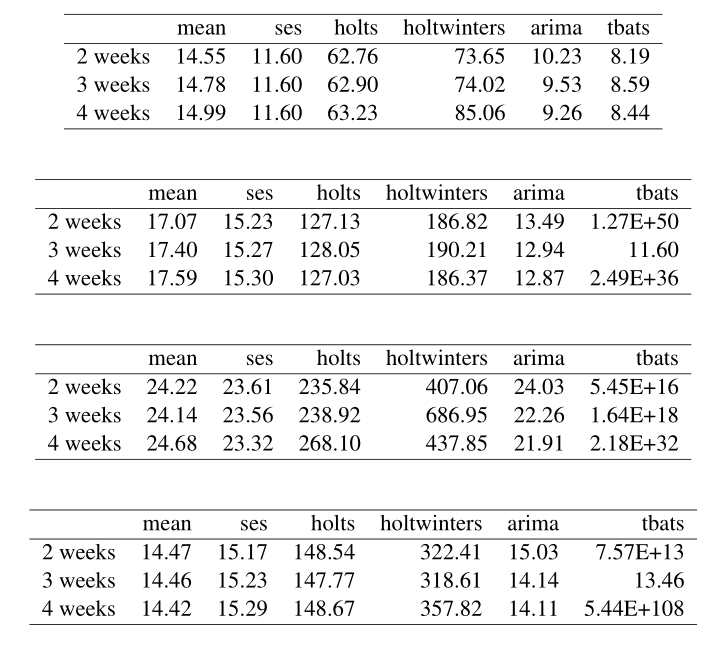 mean ses holts holtwinters arima tbats
2 weeks 14.55 11.60 62.76 73.65 10.23 8.19
3 weeks 14.78 11.60 62.90 74.02 9.53 8.59
4 weeks 14.99 11.60 63.23 85.06 9.26 8.44
mean ses holts holtwinters arima tbats
2 weeks 17.07 15.23 127.13 186.82 13.49 1.27E+50
3 weeks 17.40 15.27 128.05 190.21 12.94 11.60
4 weeks 17.59 15.30 127.03 186.37 12.87 2.49E+36
mean ses holts holtwinters arima tbats
2 weeks 24.22 23.61 235.84 407.06 24.03 5.45E+16
3 weeks 24.14 23.56 238.92 686.95 22.26 1.64E+18
4 weeks 24.68 23.32 268.10 437.85 21.91 2.18E+32
mean ses holts holtwinters arima tbats
2 weeks 14.47 15.17 148.54 322.41 15.03 7.57E+13
3 weeks 14.46 15.23 147.77 318.61 14.14 13.46
4 weeks 14.42 15.29 148.67 357.82 14.11 5.44E+108